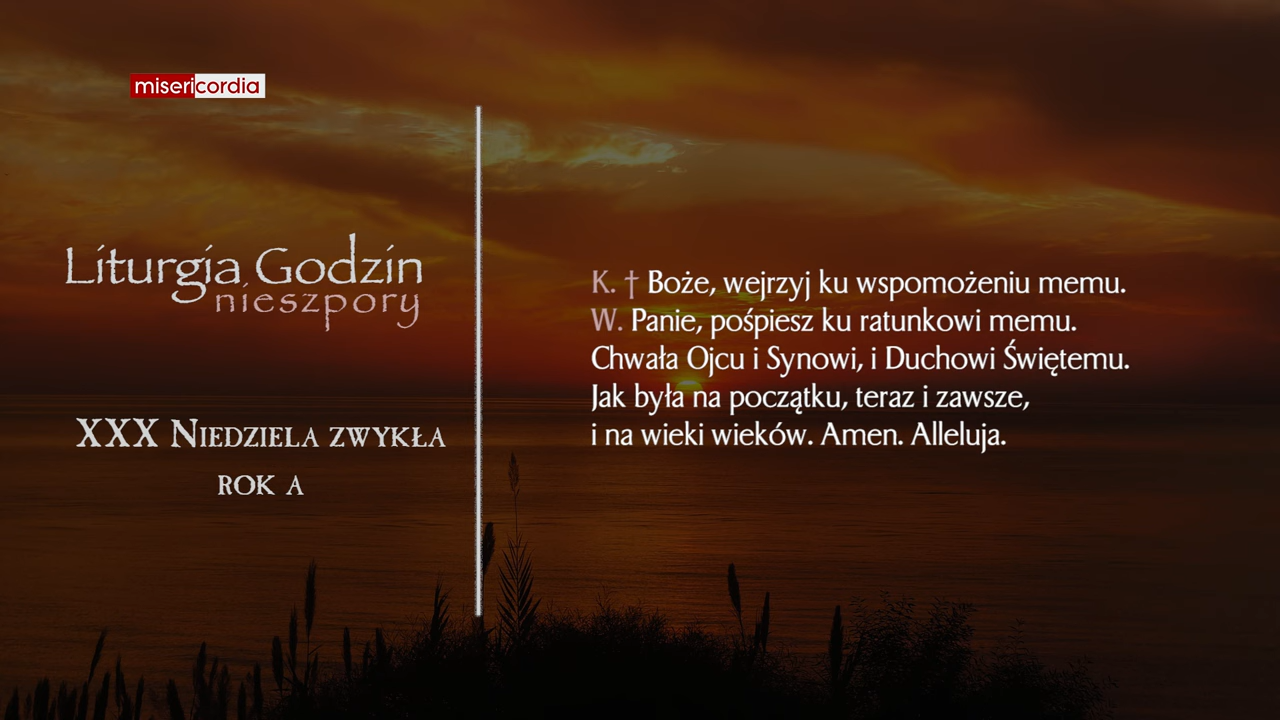 misericordia
Liturgia Godzin
nieszpory
XXX Niedziela zwykła
rok A
K. † Boże, wejrzyj ku wspomożeniu memu.
W. Panie, pośpiesz ku ratunkowi memu.
Chwała Ojcu i Synowi, i Duchowi Świętemu.
Jak była na początku, teraz i zawsze,
i na wieki wieków. Amen. Alleluja.